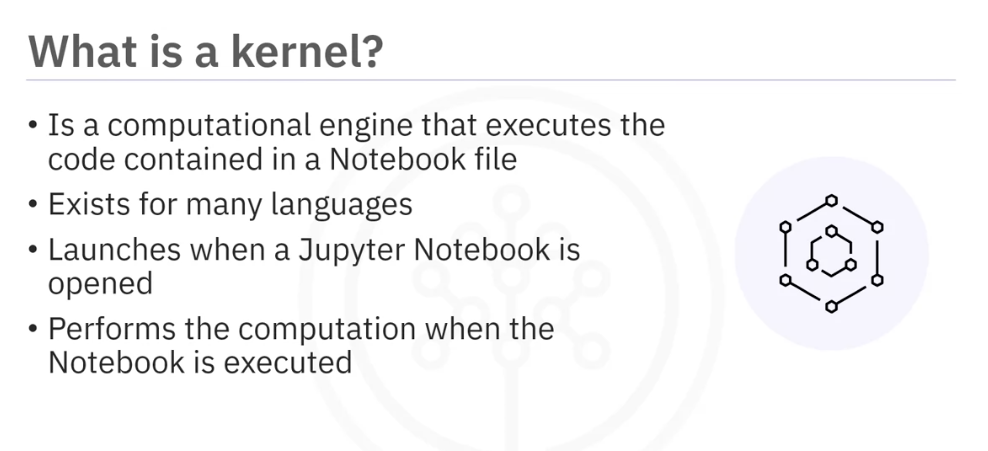 What is a kernel?
• Is a computational engine that executes the
code contained in a Notebook file
• Exists for many languages
• Launches when a Jupyter Notebook is
opened
• Performs the computation when the
Notebook is executed